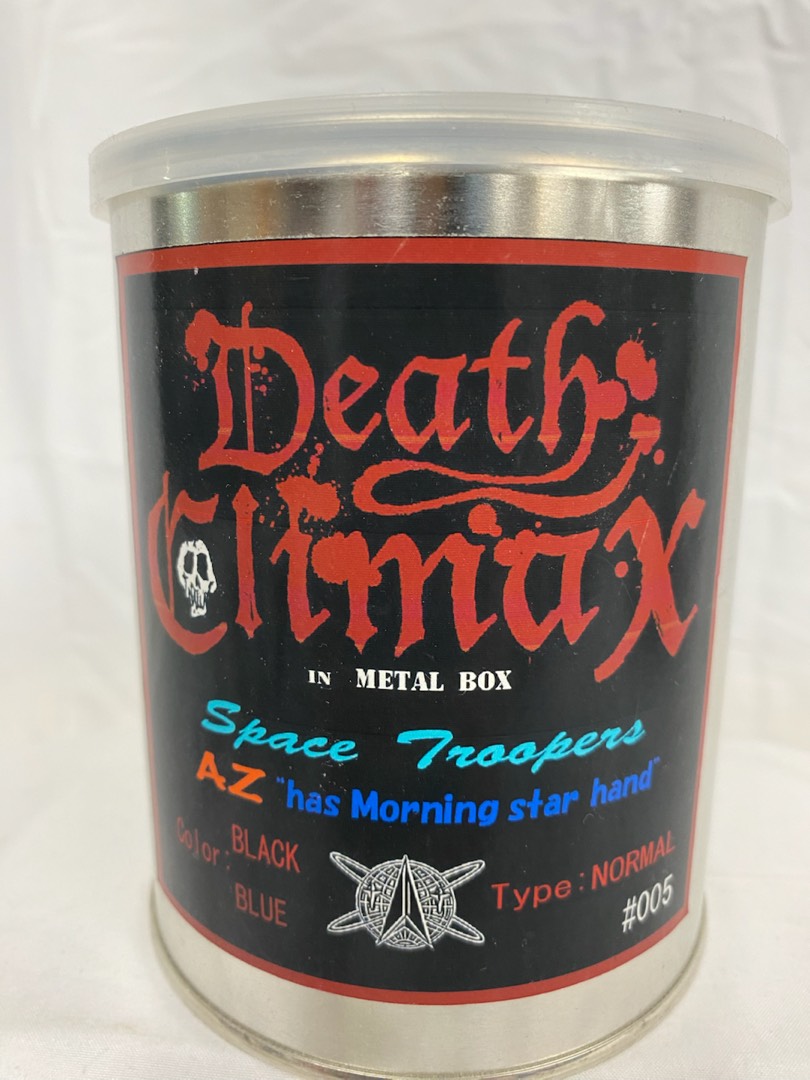 Death
Climax
IN METAL BOX
Space Troopers
AZ "has Morning star hand"
Color: BLACK
BLUE
Type: NORMAL
#005